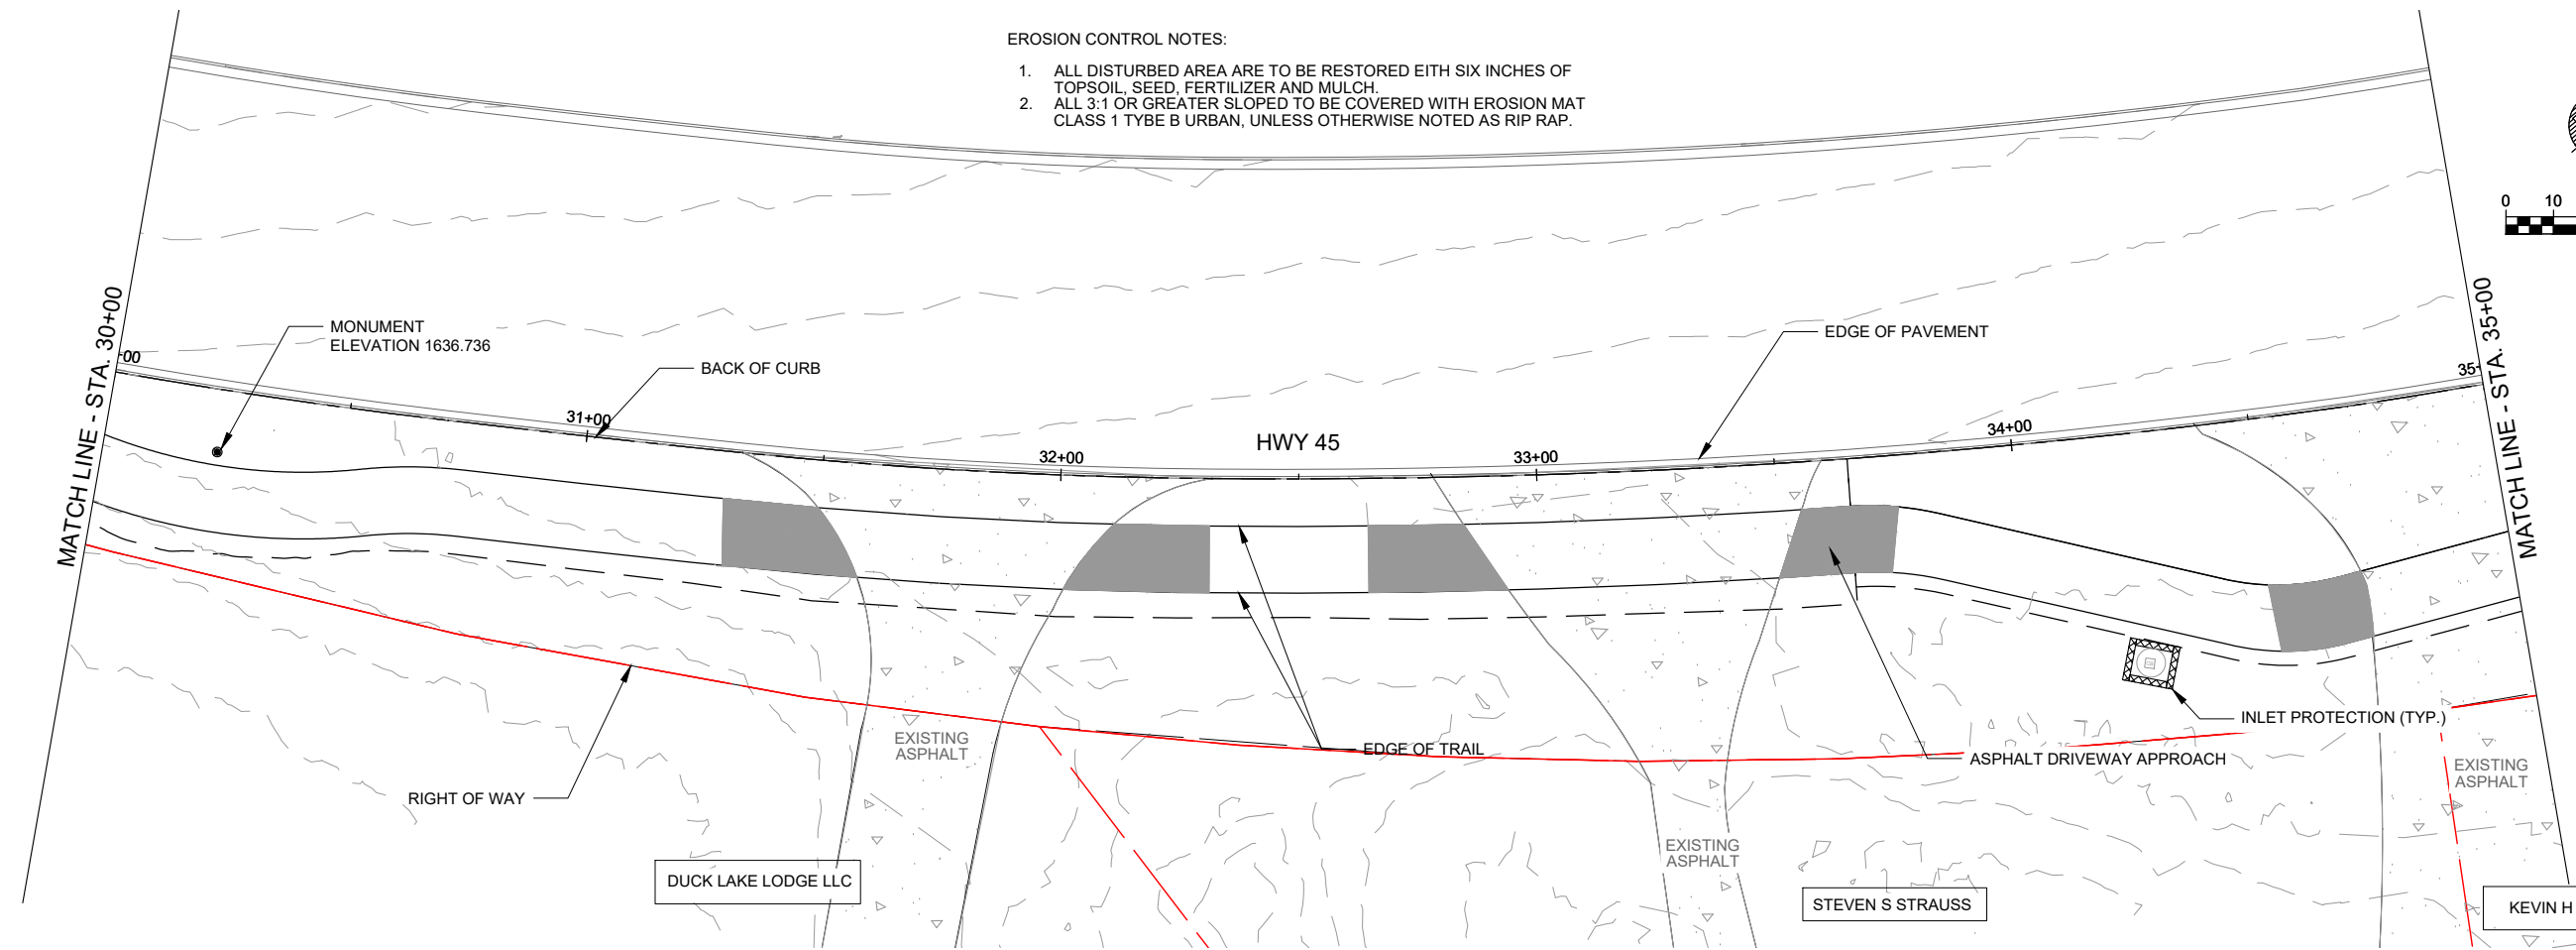 EROSION CONTROL NOTES:
1. ALL DISTURBED AREA ARE TO BE RESTORED EITH SIX INCHES OF
TOPSOIL, SEED, FERTILIZER AND MULCH.
2. ALL 3:1 OR GREATER SLOPED TO BE COVERED WITH EROSION MAT
CLASS 1 TYBE B URBAN, UNLESS OTHERWISE NOTED AS RIP RAP.
0 10
MATCH LINE - STA. 30+00
MATCH LINE - STA. 35+00
MONUMENT
ELEVATION 1636.736
EDGE OF PAVEMENT
+00
BACK OF CURB
35+
31+00
32+00
HWY 45
33+00
34+00
INLET PROTECTION (TYP.)
EXISTING
ASPHALT
EDGE OF TRAIL
ASPHALT DRIVEWAY APPROACH
EXISTING
ASPHALT
RIGHT OF WAY
EXISTING
ASPHALT
DUCK LAKE LODGE LLC
STEVEN S STRAUSS
KEVIN H